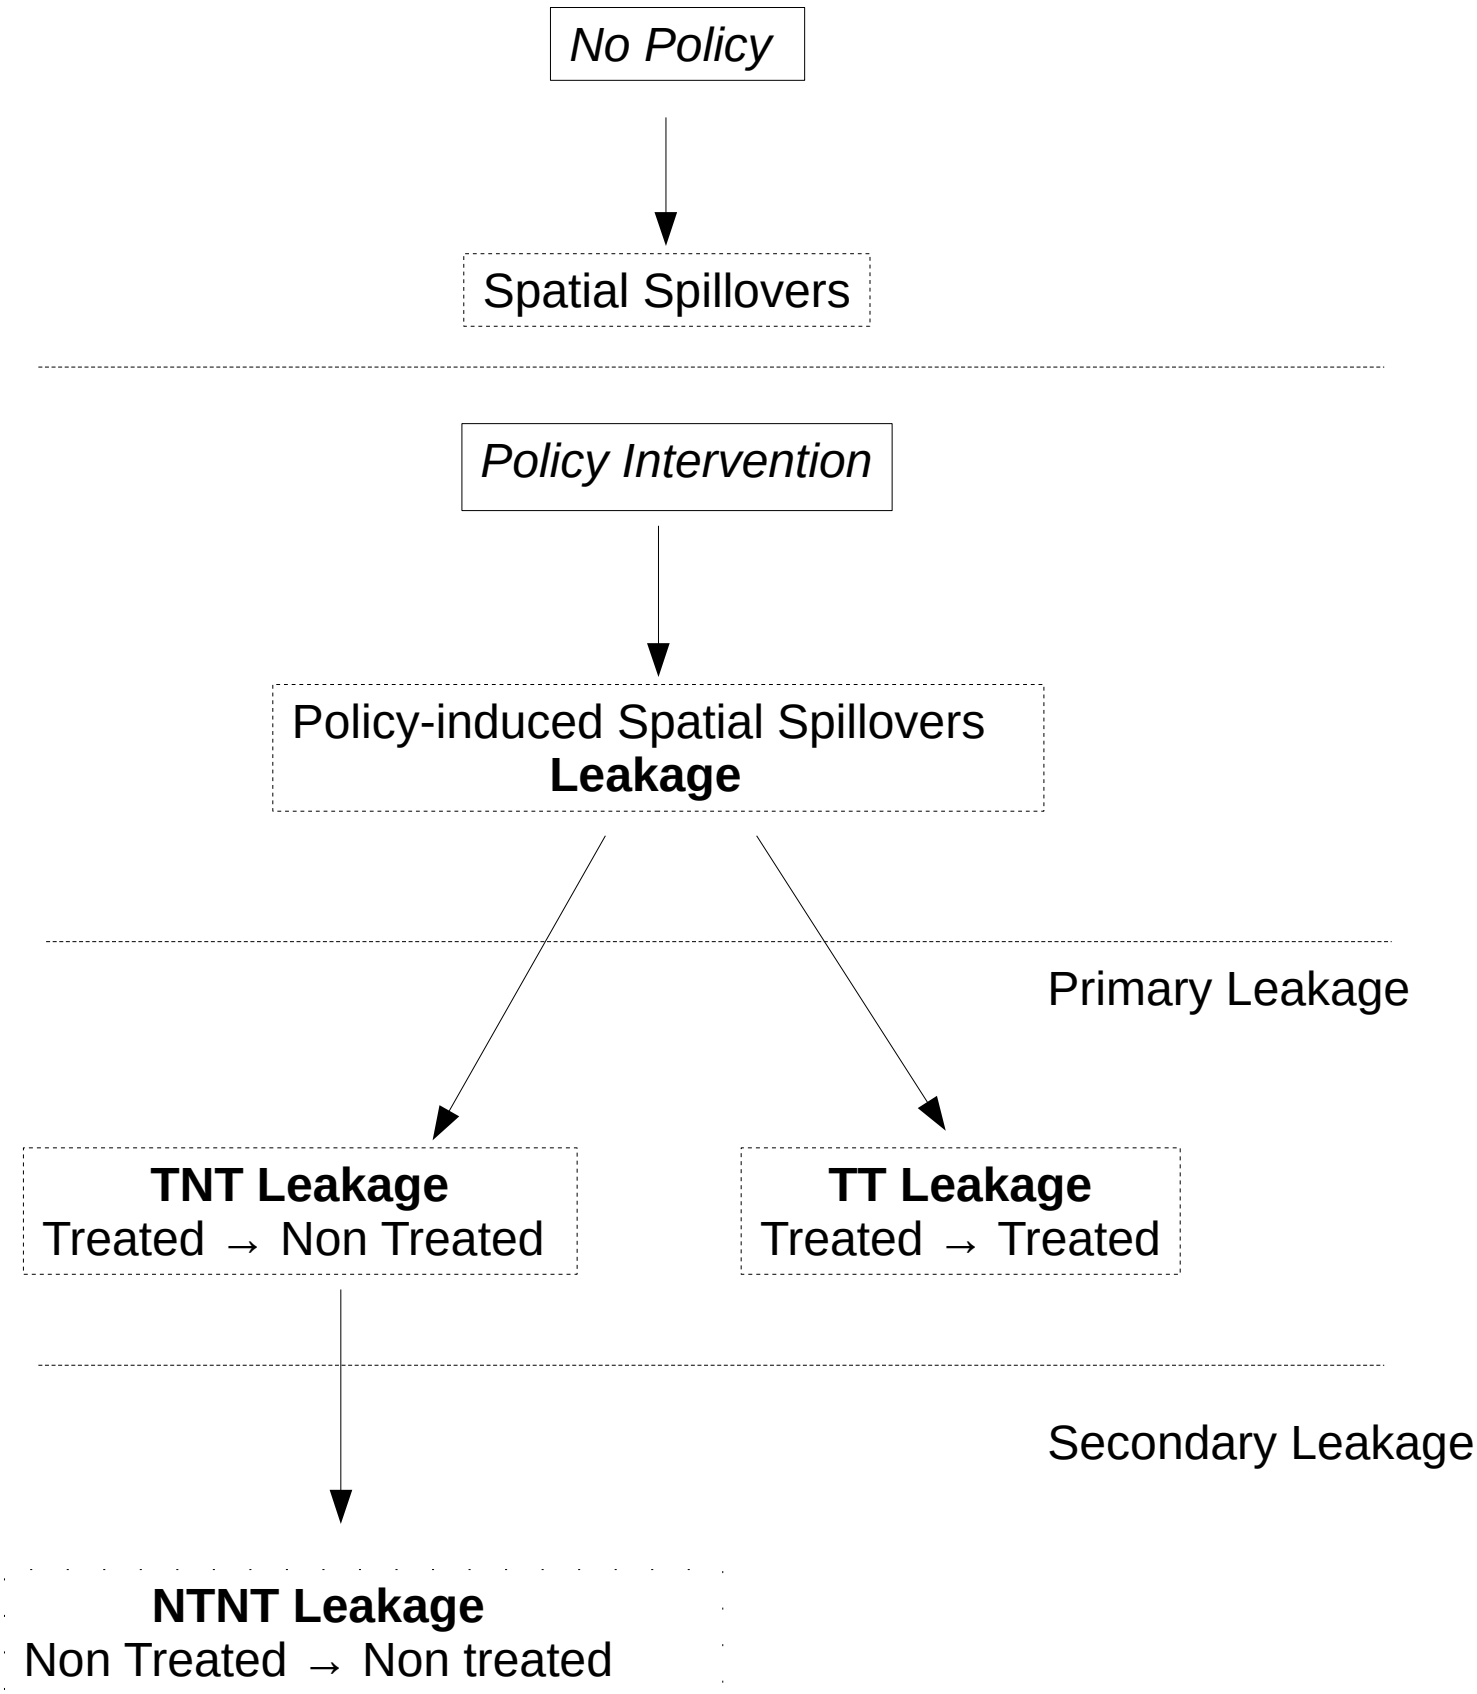 No Policy
Spatial Spillovers
Policy Intervention
Policy-induced Spatial Spillovers
Leakage
Primary Leakage
TNT Leakage
Treated → Non Treated
TT Leakage
Treated → Treated
Secondary Leakage
NTNT Leakage
Non Treated → Non treated